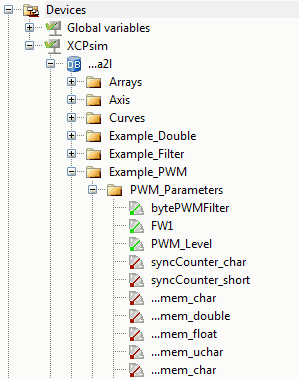 Devices
Global variables
XCPsim
...a2l
Arrays
Axis
Curves
Example_Double
Example_Filter
Example_PWM
PWM_Parameters
bytePWMFilter
FW1
PWM_Level
syncCounter_char
syncCounter_short
...mem_char
...mem_double
...mem_float
...mem_uchar
...mem_char